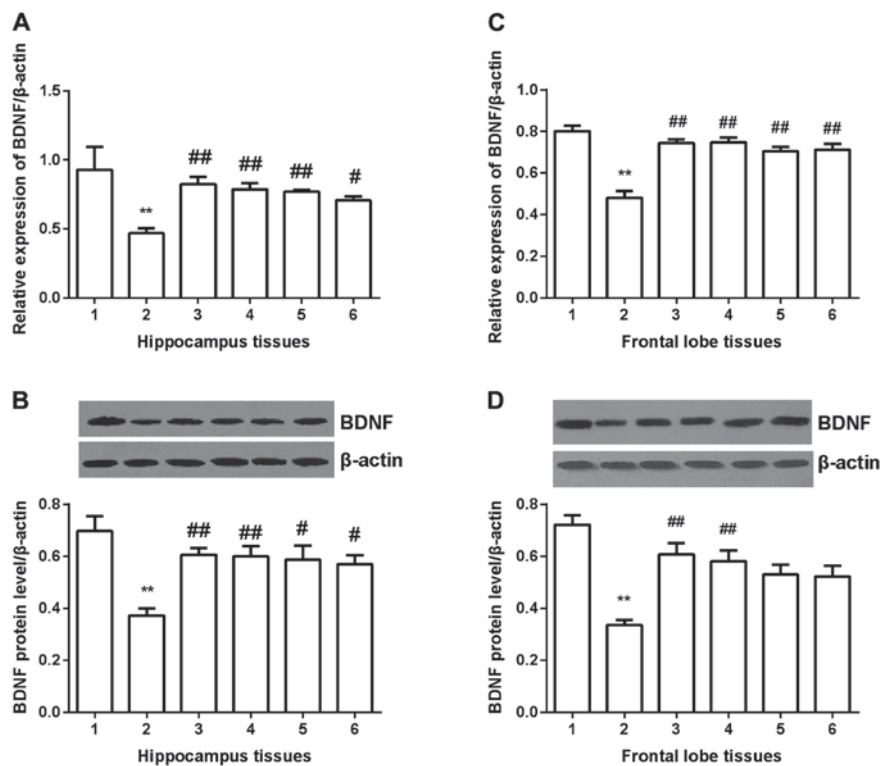 A
Relative expression of BDNF/β-actin
1.5
1.0
0.5
0.0
## ## ## #
**
1 2 3 4 5 6
Hippocampus tissues
C
Relative expression of BDNF/β-actin
1.0
0.8
0.6
0.4
0.2
0.0
## ## ## ##
**
1 2 3 4 5 6
Frontal lobe tissues
B
BDNF
β-actin
BDNF protein level/β-actin
0.8
0.6
0.4
0.2
0.0
## ## # #
**
1 2 3 4 5 6
Hippocampus tissues
D
BDNF
β-actin
BDNF protein level/β-actin
0.8
0.6
0.4
0.2
0.0
## ##
**
1 2 3 4 5 6
Frontal lobe tissues